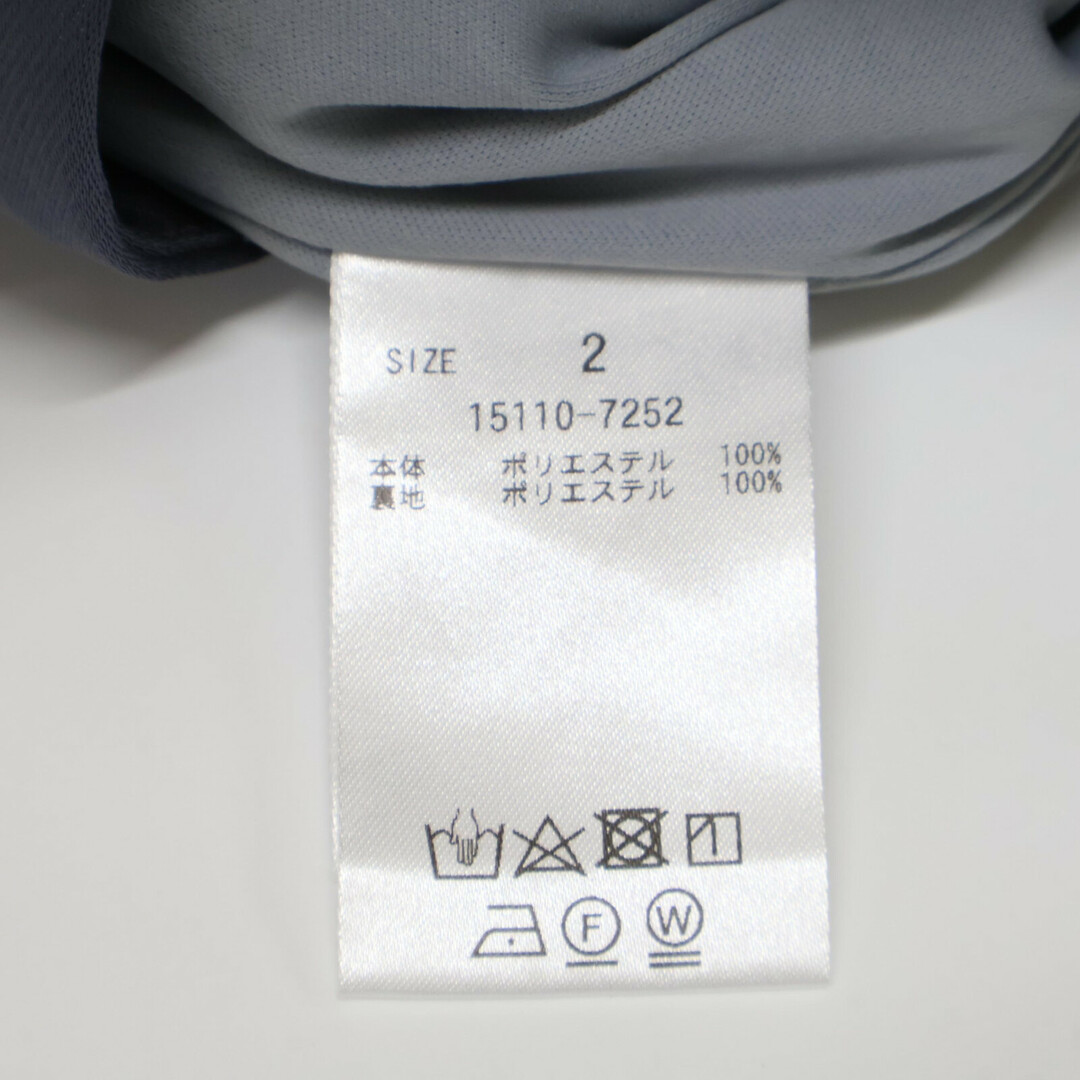 SIZE 2
15110-7252
本体 ポリエステル 100%
裏地 ポリエステル 100%
F W